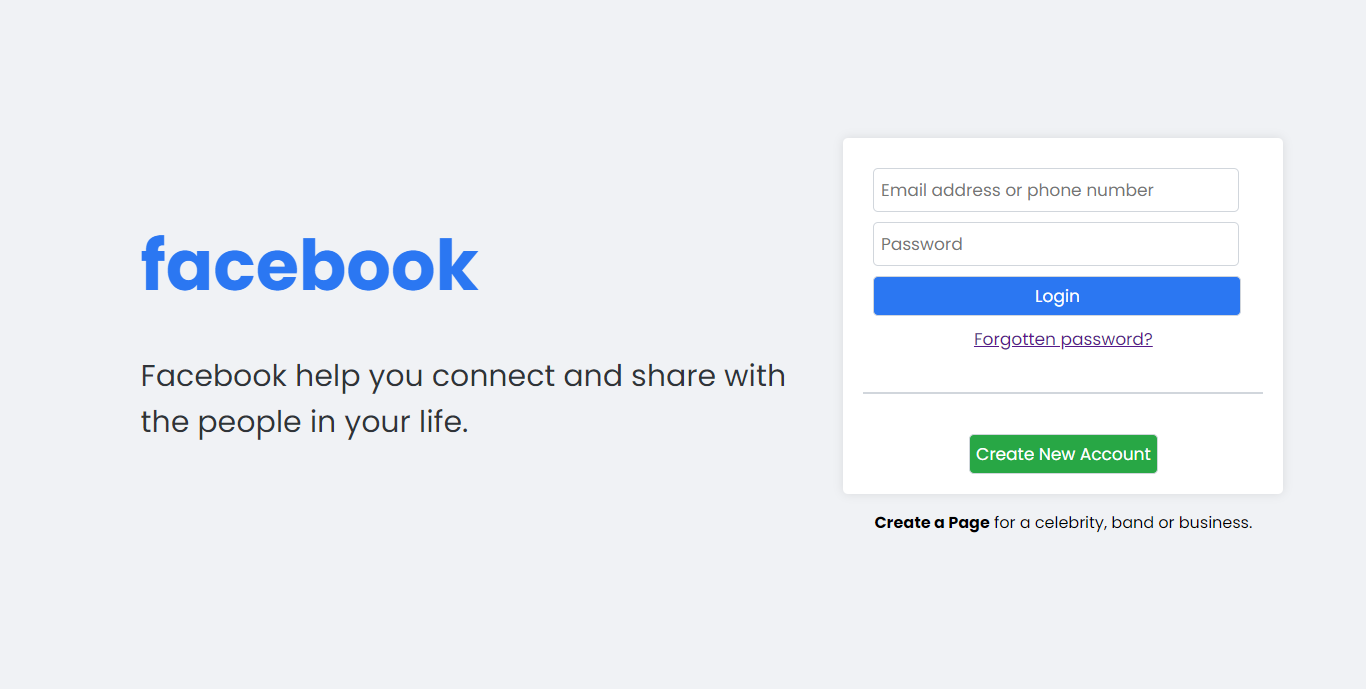 facebook
Facebook help you connect and share with
the people in your life.
Email address or phone number
Password
Login
Forgotten password?
Create New Account
Create a Page for a celebrity, band or business.